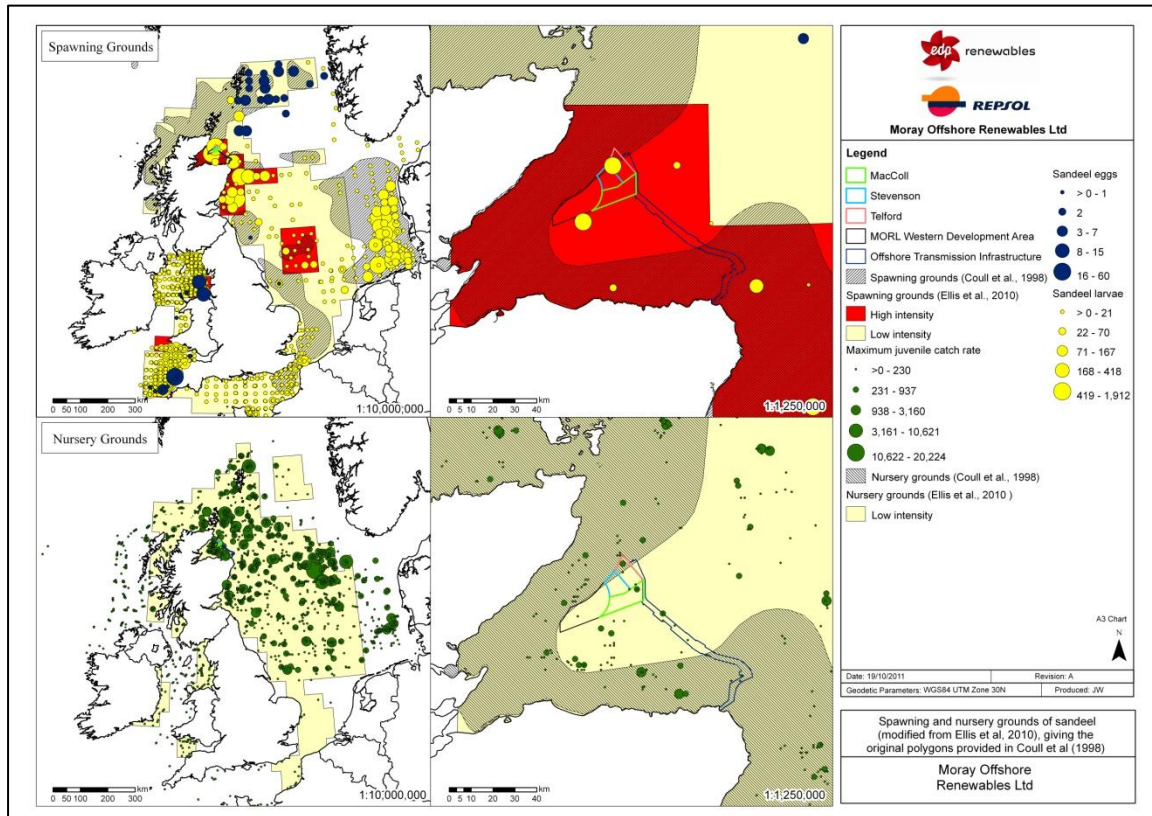 Spawning Grounds
0 50 100 200 300
km
1:10,000,000
0 5 10 20 30 40
km
1:1,250,000
Nursery Grounds
0 50 100 200 300
km
1:10,000,000
0 5 10 20 30 40
km
1:1,250,000
edp renewables
REPSOL
Moray Offshore Renewables Ltd
Legend
MacColl
Stevenson
Telford
MORL Western Development Area
Offshore Transmission Infrastructure
Spawning grounds (Coull et al., 1998)
Spawning grounds (Ellis et al., 2010)
High intensity
Low intensity
Maximum juvenile catch rate
>0 - 230
231 - 937
938 - 3,160
3,161 - 10,621
10,622 - 20,224
Nursery grounds (Coull et al., 1998)
Nursery grounds (Ellis et al., 2010 )
Low intensity
Sandeel eggs
> 0 - 1
2
3 - 7
8 - 15
16 - 60
Sandeel larvae
> 0 - 21
22 - 70
71 - 167
168 - 418
419 - 1,912
A3 Chart
N
Date: 19/10/2011
Revision: A
Geodetic Parameters: WGS84 UTM Zone 30N
Produced: JW
Spawning and nursery grounds of sandeel
(modified from Ellis et al, 2010), giving the
original polygons provided in Coull et al (1998)
Moray Offshore
Renewables Ltd